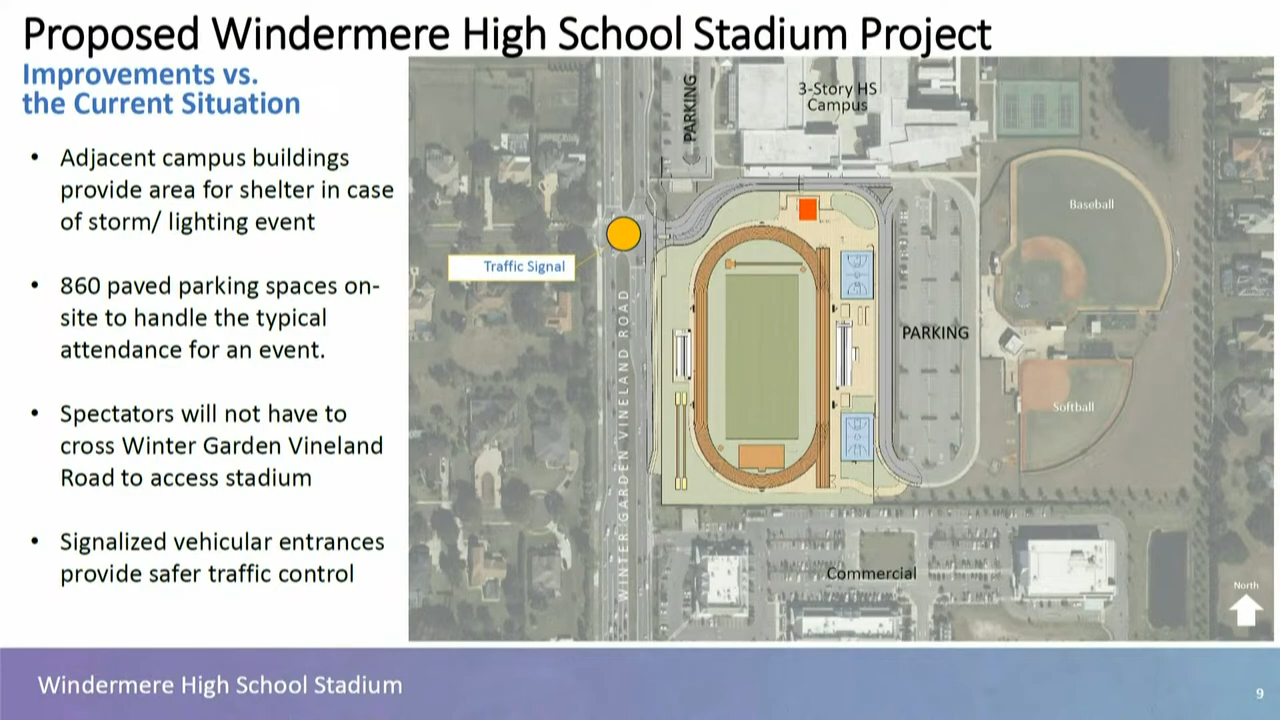 Proposed Windermere High School Stadium Project
Improvements vs.
the Current Situation
• Adjacent campus buildings
provide area for shelter in case
of storm/ lighting event
• 860 paved parking spaces on-
site to handle the typical
attendance for an event.
• Spectators will not have to
cross Winter Garden Vineland
Road to access stadium
• Signalized vehicular entrances
provide safer traffic control
PARKING
3-Story HS
Campus
Baseball
Traffic Signal
WINTER GARDEN VINELAND ROAD
PARKING
Softball
Commercial
North
Windermere High School Stadium
9